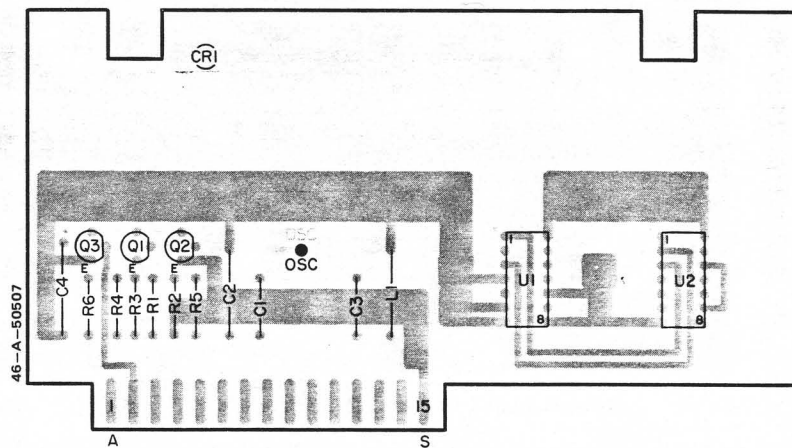 CR1
Q3
Q1
Q2
OSC
E
E
E
C4
R6
R4
R3
R1
R2
R5
C2
C1
C3
L1
1
U1
8
1
U2
8
46-A-50507
1
15
A
S